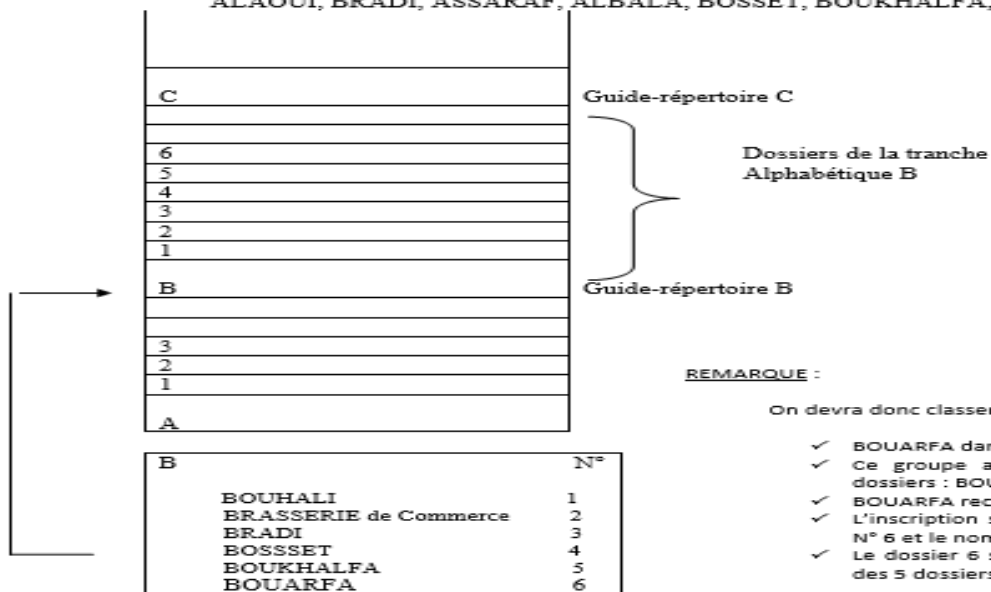 ALAOUI, BRADI, ASSARAF, ALBALA, BOSSET, BOUKHALFA,
C
Guide-répertoire C
6
5
4
3
2
1
Dossiers de la tranche
Alphabétique B
B
Guide-répertoire B
3
2
1
A
B N°
BOUHALI 1
BRASSERIE de Commerce 2
BRADI 3
BOSSSET 4
BOUKHALFA 5
BOUARFA 6
REMARQUE :
On devra donc classer
✓ BOUARFA dan
✓ Ce groupe a
dossiers : BOU
✓ BOUARFA rec
✓ L'inscription s
N° 6 et le nom
✓ Le dossier 6 s
des 5 dossiers